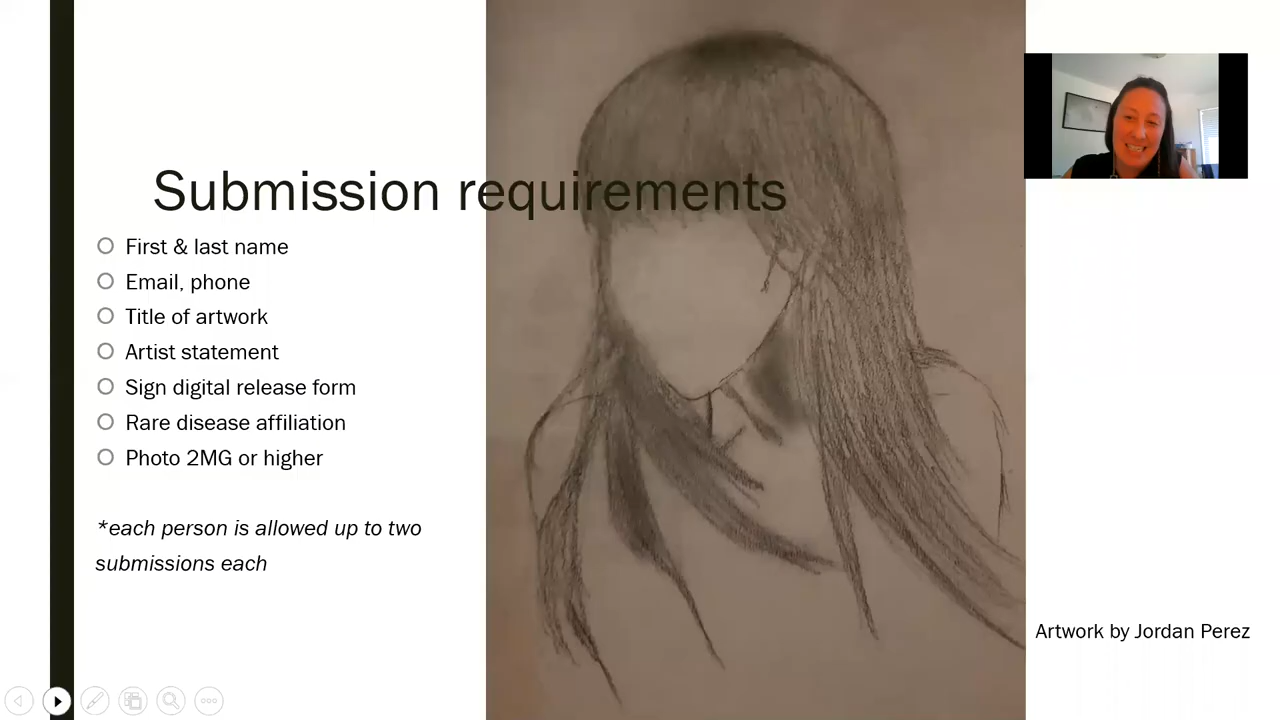 Submission requirements
First & last name
Email, phone
Title of artwork
Artist statement
Sign digital release form
Rare disease affiliation
Photo 2MG or higher
*each person is allowed up to two
submissions each
Artwork by Jordan Perez